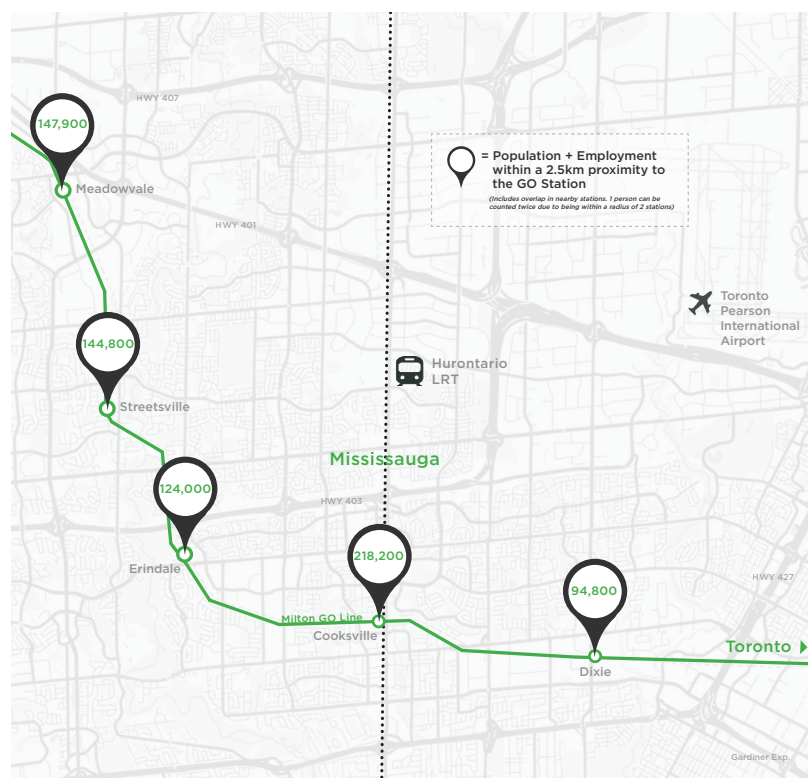 HWY 407
147,900
= Population + Employment
within a 2.5km proximity to
the GO Station
(Includes overlap in nearby stations. 1 person can be
counted twice due to being within a radius of 2 stations)
Meadowvale
HWY 401
Toronto
Pearson
International
Airport
144,800
Hurontario
LRT
Streetsville
Mississauga
124,000
HWY 403
218,200
Erindale
HWY 427
94,800
Milton GO Line
Cooksville
Toronto
Dixie
Gardiner Exp.